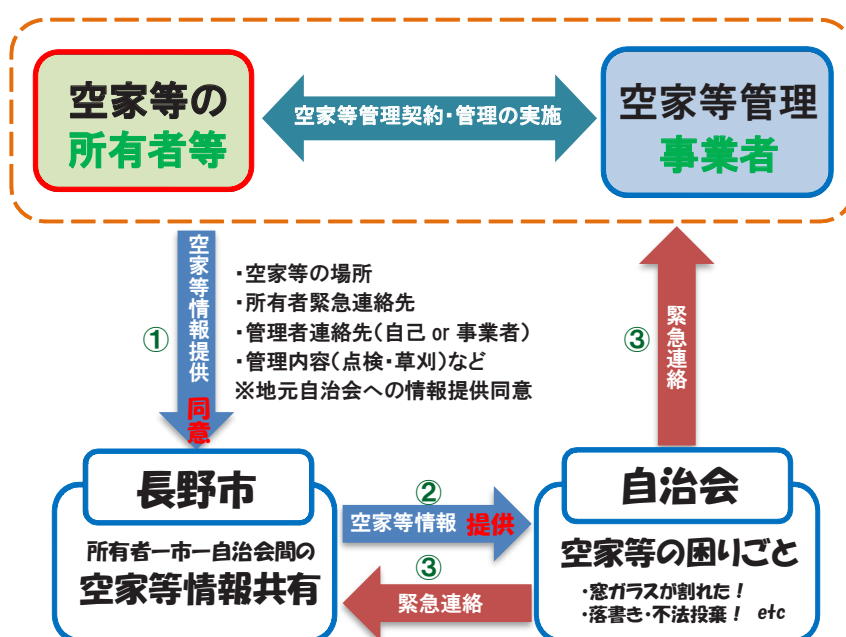 空家等の
所有者等
空家等管理契約・管理の実施
空家等管理
事業者
①
空家等情報提供 同意
・空家等の場所
・所有者緊急連絡先
・管理者連絡先(自己 or 事業者)
・管理内容(点検・草刈)など
※地元自治会への情報提供同意
③
緊急連絡
長野市
所有者ー市ー自治会間の
空家等情報共有
②
空家等情報 提供
③
緊急連絡
自治会
空家等の困りごと
・窓ガラスが割れた!
・落書き・不法投棄! etc